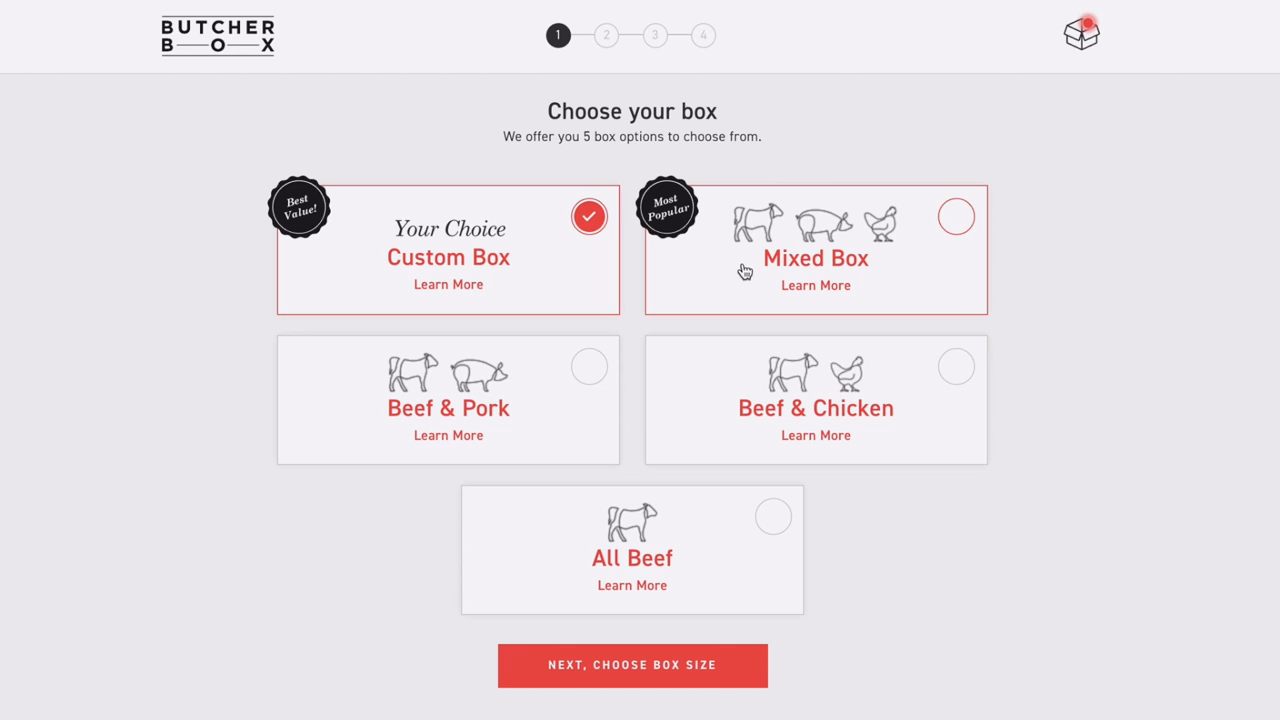 BUTCHER
BOX
1 2 3 4
Choose your box
We offer you 5 box options to choose from.
Best
Value!
Your Choice
Custom Box
Learn More
Most
Popular
Mixed Box
Learn More
Beef & Pork
Learn More
Beef & Chicken
Learn More
All Beef
Learn More
NEXT, CHOOSE BOX SIZE